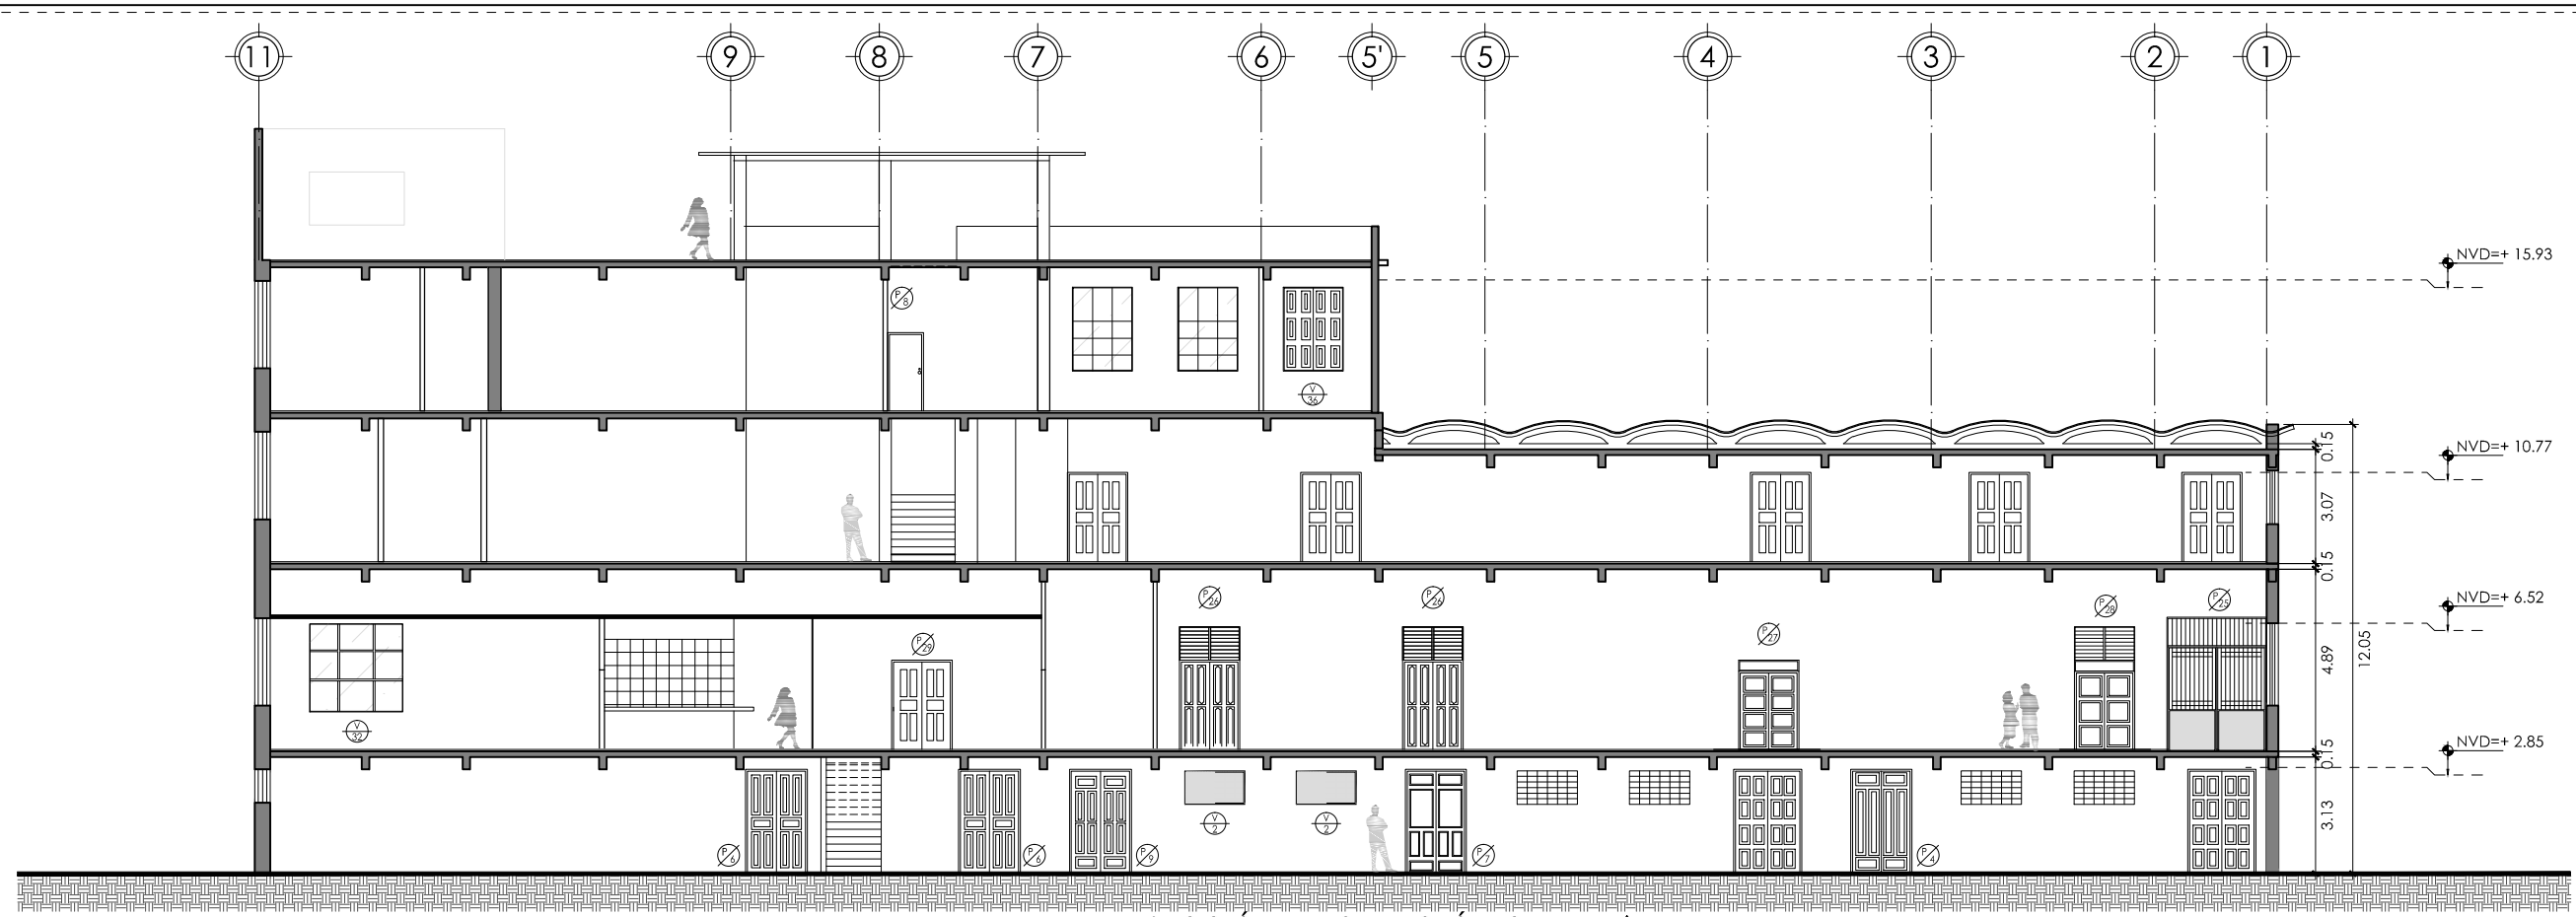 11 9 8 7 6 5' 5 4 3 2 1
NVD=+ 15.93
P 8
V 36
NVD=+ 10.77
0.15
3.07
0.15
P 26
P 26
P 28
P 25
NVD=+ 6.52
P 27
P 29
12.05
4.89
V 32
NVD=+ 2.85
0.15
V 2
V 2
3.13
P 6
P 6
P 9
P 7
P 4